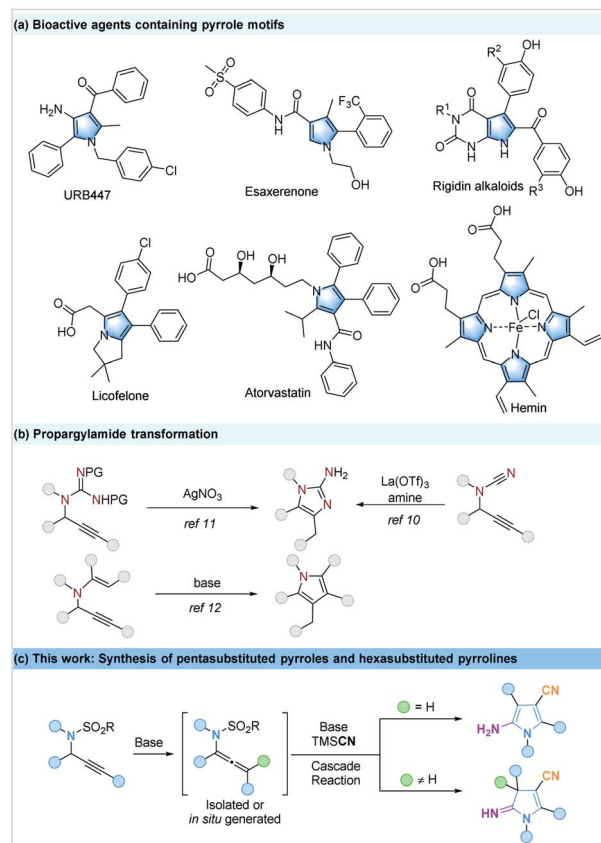 (a) Bioactive agents containing pyrrole motifs
O
H₂N
N
Cl
URB447
O
S
O
N
H
O
F₃C
N
OH
Esaxerenone
R²
OH
O
R¹
N
O
N
H
N
H
O
R³
OH
Rigidin alkaloids
Cl
O
OH
N
Licofelone
O
HO
OH
OH
N
O
N
H
Atorvastatin
OH
O
O
HO
N
Cl
N
Fe
N
N
Hemin
(b) Propargylamide transformation
NPG
N
NHPG
AgNO₃
ref 11
NH₂
N
N
La(OTf)₃
amine
ref 10
N
N
N
base
ref 12
N
(c) This work: Synthesis of pentasubstituted pyrroles and hexasubstituted pyrrolines
N
SO₂R
Base
N
SO₂R
Isolated or
in situ generated
Base
TMSCN
Cascade
Reaction
= H
CN
H₂N
N
≠ H
CN
HN
N